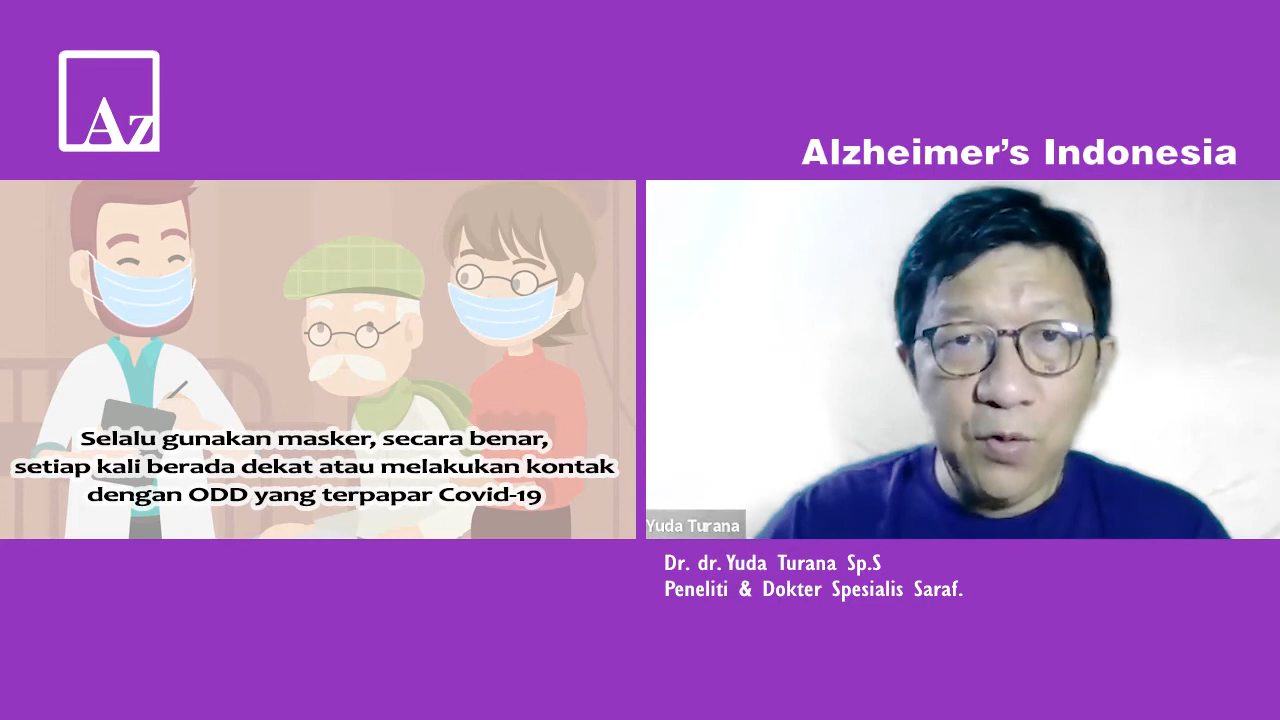 Az
Alzheimer's Indonesia
Selalu gunakan masker, secara benar,
setiap kali berada dekat atau melakukan kontak
dengan ODD yang terpapar Covid-19
Yuda Turana
Dr. dr. Yuda Turana Sp.S
Peneliti & Dokter Spesialis Saraf.